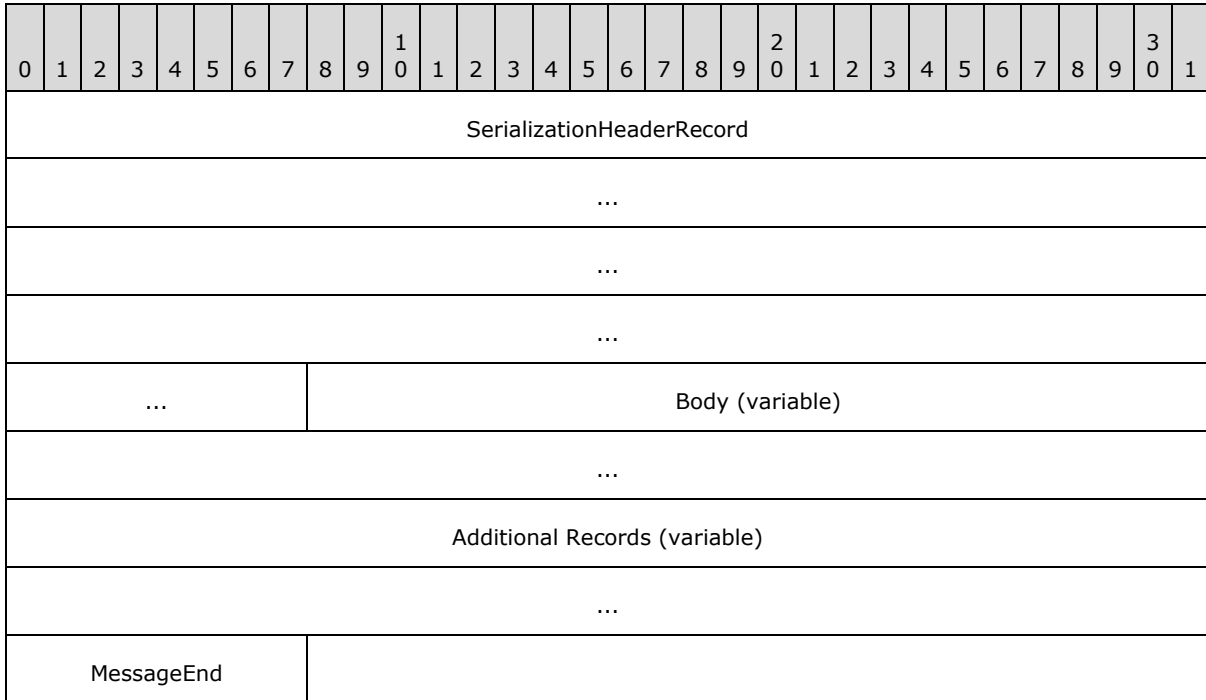 1 2 3
0 1 2 3 4 5 6 7 8 9 0 1 2 3 4 5 6 7 8 9 0 1 2 3 4 5 6 7 8 9 0 1
SerializationHeaderRecord
...
...
...
... Body (variable)
...
Additional Records (variable)
...
MessageEnd